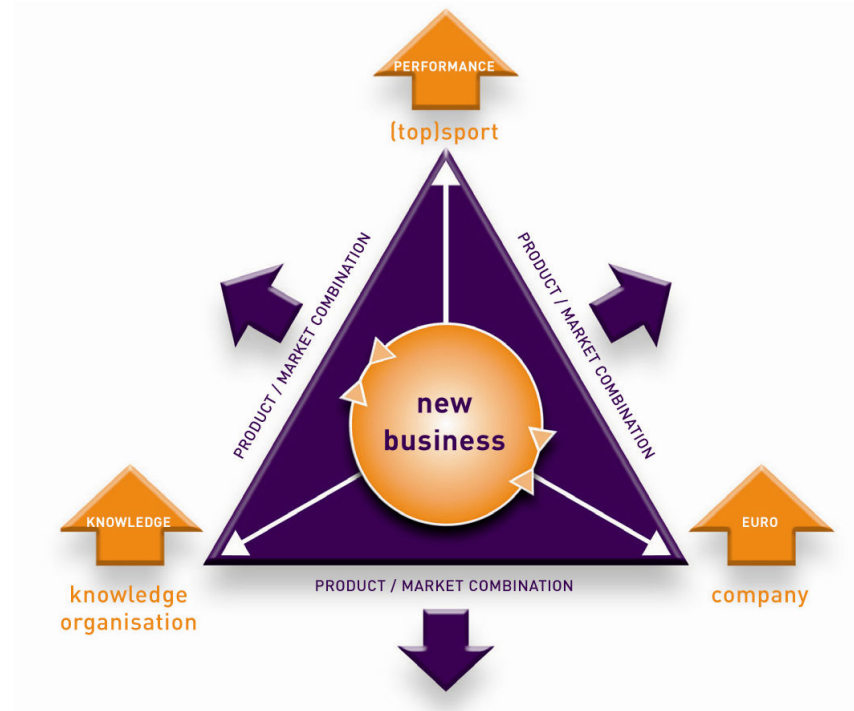 PERFORMANCE
(top)sport
PRODUCT / MARKET COMBINATION
PRODUCT / MARKET COMBINATION
new
business
KNOWLEDGE
EURO
knowledge
organisation
PRODUCT / MARKET COMBINATION
company